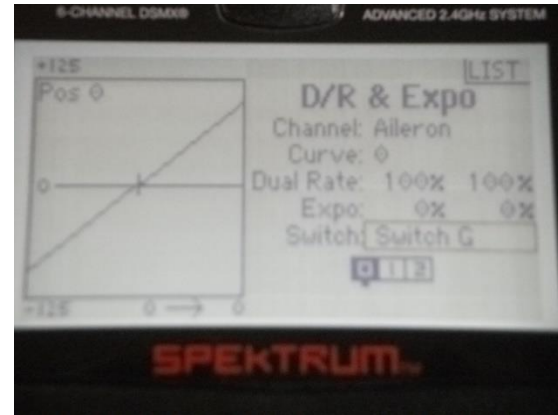 6-CHANNEL DSMX®
ADVANCED 2.4GHz SYSTEM
+125
LIST
Pos 0
D/R & Expo
Channel: Aileron
Curve: 0
0
Dual Rate: 100% 100%
Expo: 0% 0%
Switch: Switch G
0 1 2
-125 0 → 0
SPEKTRUM